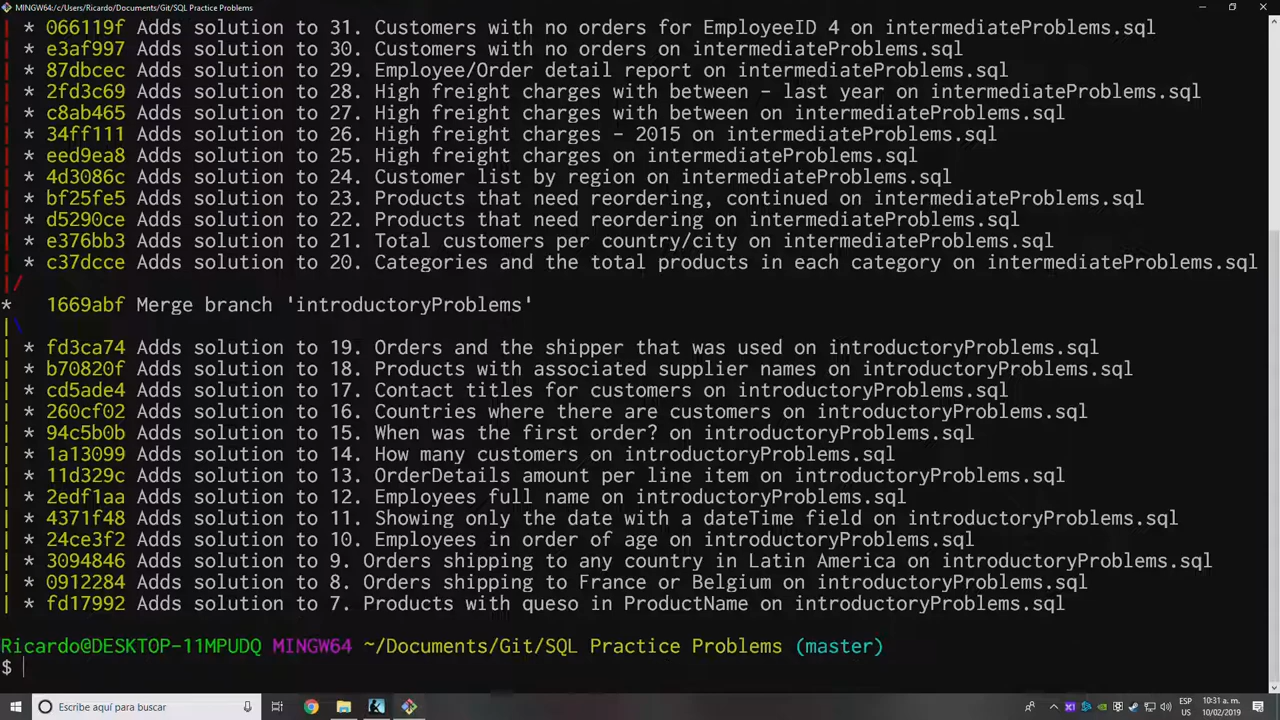 MINGW64:/c/Users/Ricardo/Documents/Git/SQL Practice Problems
| * 066119f Adds solution to 31. Customers with no orders for EmployeeID 4 on intermediateProblems.sql
| * e3af997 Adds solution to 30. Customers with no orders on intermediateProblems.sql
| * 87dbcec Adds solution to 29. Employee/Order detail report on intermediateProblems.sql
| * 2fd3c69 Adds solution to 28. High freight charges with between - last year on intermediateProblems.sql
| * c8ab465 Adds solution to 27. High freight charges with between on intermediateProblems.sql
| * 34ff111 Adds solution to 26. High freight charges - 2015 on intermediateProblems.sql
| * eed9ea8 Adds solution to 25. High freight charges on intermediateProblems.sql
| * 4d3086c Adds solution to 24. Customer list by region on intermediateProblems.sql
| * bf25fe5 Adds solution to 23. Products that need reordering, continued on intermediateProblems.sql
| * d5290ce Adds solution to 22. Products that need reordering on intermediateProblems.sql
| * e376bb3 Adds solution to 21. Total customers per country/city on intermediateProblems.sql
| * c37dcce Adds solution to 20. Categories and the total products in each category on intermediateProblems.sql
|/
* 1669abf Merge branch 'introductoryProblems'
|\
| * fd3ca74 Adds solution to 19. Orders and the shipper that was used on introductoryProblems.sql
| * b70820f Adds solution to 18. Products with associated supplier names on introductoryProblems.sql
| * cd5ade4 Adds solution to 17. Contact titles for customers on introductoryProblems.sql
| * 260cf02 Adds solution to 16. Countries where there are customers on introductoryProblems.sql
| * 94c5b0b Adds solution to 15. When was the first order? on introductoryProblems.sql
| * 1a13099 Adds solution to 14. How many customers on introductoryProblems.sql
| * 11d329c Adds solution to 13. OrderDetails amount per line item on introductoryProblems.sql
| * 2edf1aa Adds solution to 12. Employees full name on introductoryProblems.sql
| * 4371f48 Adds solution to 11. Showing only the date with a dateTime field on introductoryProblems.sql
| * 24ce3f2 Adds solution to 10. Employees in order of age on introductoryProblems.sql
| * 3094846 Adds solution to 9. Orders shipping to any country in Latin America on introductoryProblems.sql
| * 0912284 Adds solution to 8. Orders shipping to France or Belgium on introductoryProblems.sql
| * fd17992 Adds solution to 7. Products with queso in ProductName on introductoryProblems.sql
Ricardo@DESKTOP-11MPUDQ MINGW64 ~/Documents/Git/SQL Practice Problems (master)
$
Escribe aquí para buscar
ESP
US
10:31 a. m.
10/02/2019